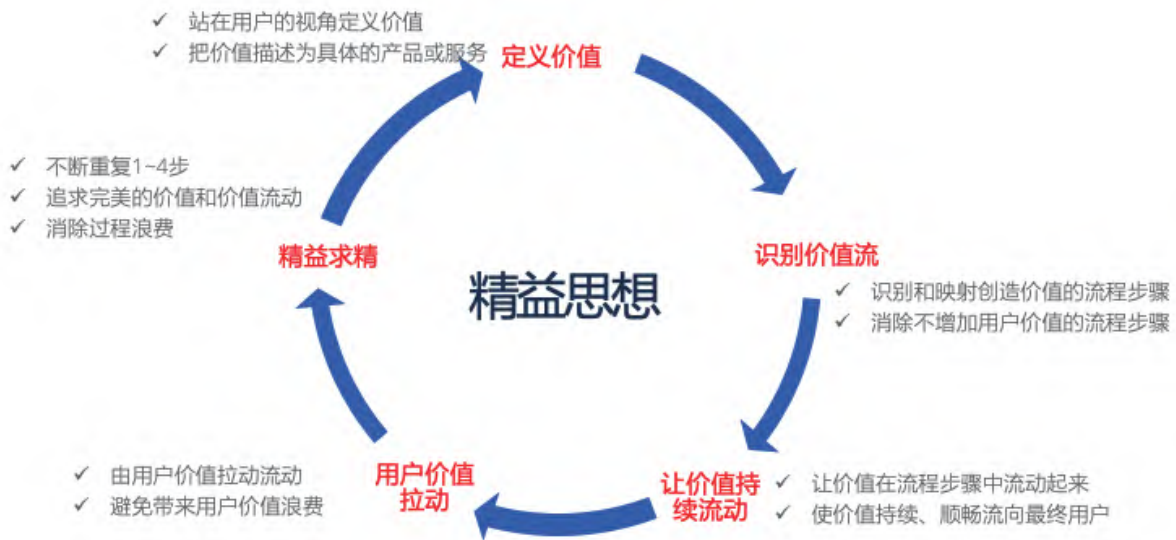 ✓ 站在用户的视角定义价值
✓ 把价值描述为具体的产品或服务
定义价值
✓ 不断重复1~4步
✓ 追求完美的价值和价值流动
✓ 消除过程浪费
精益求精
精益思想
识别价值流
✓ 识别和映射创造价值的流程步骤
✓ 消除不增加用户价值的流程步骤
✓ 由用户价值拉动流动
✓ 避免带来用户价值浪费
用户价值
拉动
让价值持
续流动
✓ 让价值在流程步骤中流动起来
✓ 使价值持续、顺畅流向最终用户